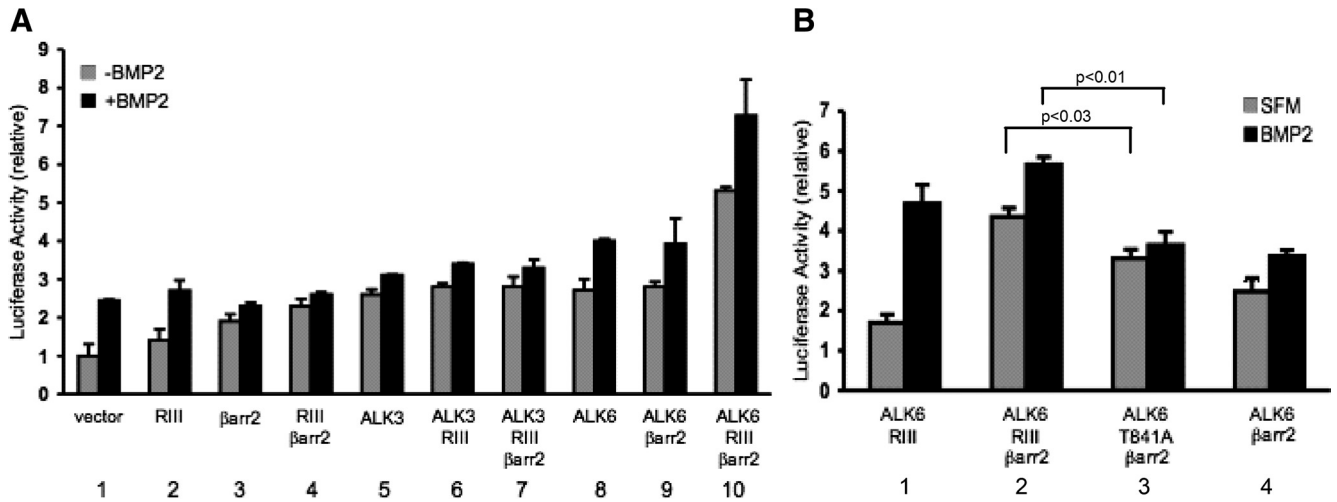 A
B
Luciferase Activity (relative)
9
8
7
6
5
4
3
2
1
0
-BMP2
+BMP2
vector
RIII
βarr2
RIII
βarr2
ALK3
ALK3
RIII
ALK3
RIII
βarr2
ALK6
ALK6
βarr2
ALK6
RIII
βarr2
1 2 3 4 5 6 7 8 9 10
Luciferase Activity (relative)
7
6
5
4
3
2
1
0
p<0.01
p<0.03
SFM
BMP2
ALK6
RIII
ALK6
RIII
βarr2
ALK6
T841A
βarr2
ALK6
βarr2
1 2 3 4